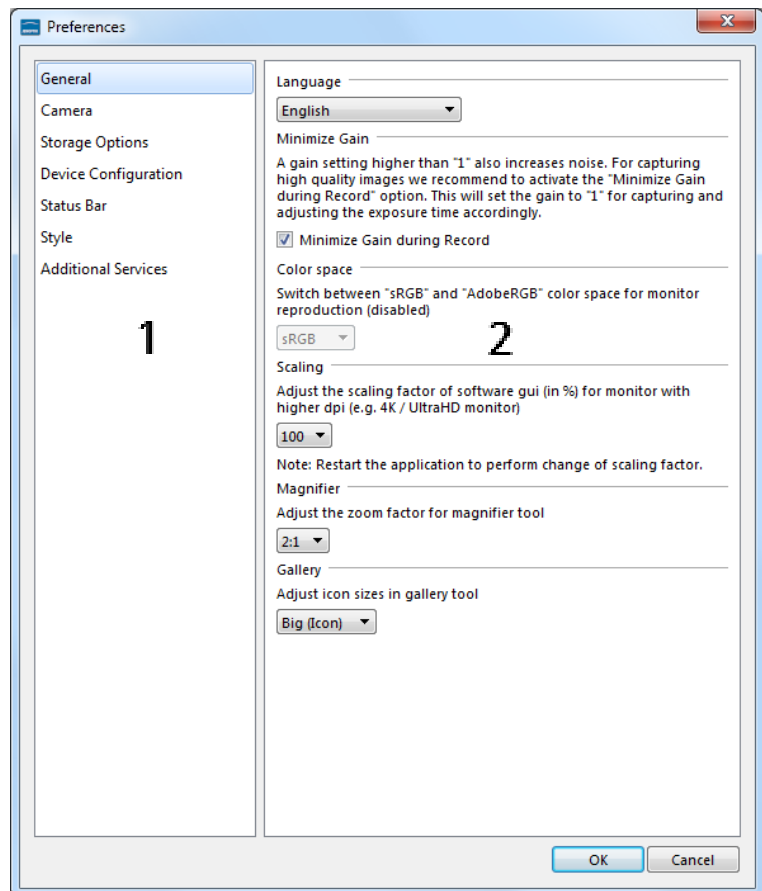 Preferences
General
Camera
Storage Options
Device Configuration
Status Bar
Style
Additional Services
1
Language
English
Minimize Gain
A gain setting higher than "1" also increases noise. For capturing
high quality images we recommend to activate the "Minimize Gain
during Record" option. This will set the gain to "1" for capturing and
adjusting the exposure time accordingly.
Minimize Gain during Record
Color space
Switch between "sRGB" and "AdobeRGB" color space for monitor
reproduction (disabled)
2
sRGB
Scaling
Adjust the scaling factor of software gui (in %) for monitor with
higher dpi (e.g. 4K / UltraHD monitor)
100
Note: Restart the application to perform change of scaling factor.
Magnifier
Adjust the zoom factor for magnifier tool
2:1
Gallery
Adjust icon sizes in gallery tool
Big (Icon)
OK
Cancel